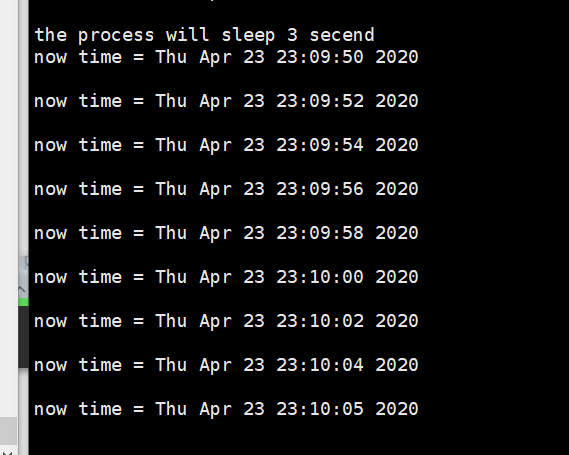 the process will sleep 3 secend
now time = Thu Apr 23 23:09:50 2020
now time = Thu Apr 23 23:09:52 2020
now time = Thu Apr 23 23:09:54 2020
now time = Thu Apr 23 23:09:56 2020
now time = Thu Apr 23 23:09:58 2020
now time = Thu Apr 23 23:10:00 2020
now time = Thu Apr 23 23:10:02 2020
now time = Thu Apr 23 23:10:04 2020
now time = Thu Apr 23 23:10:05 2020